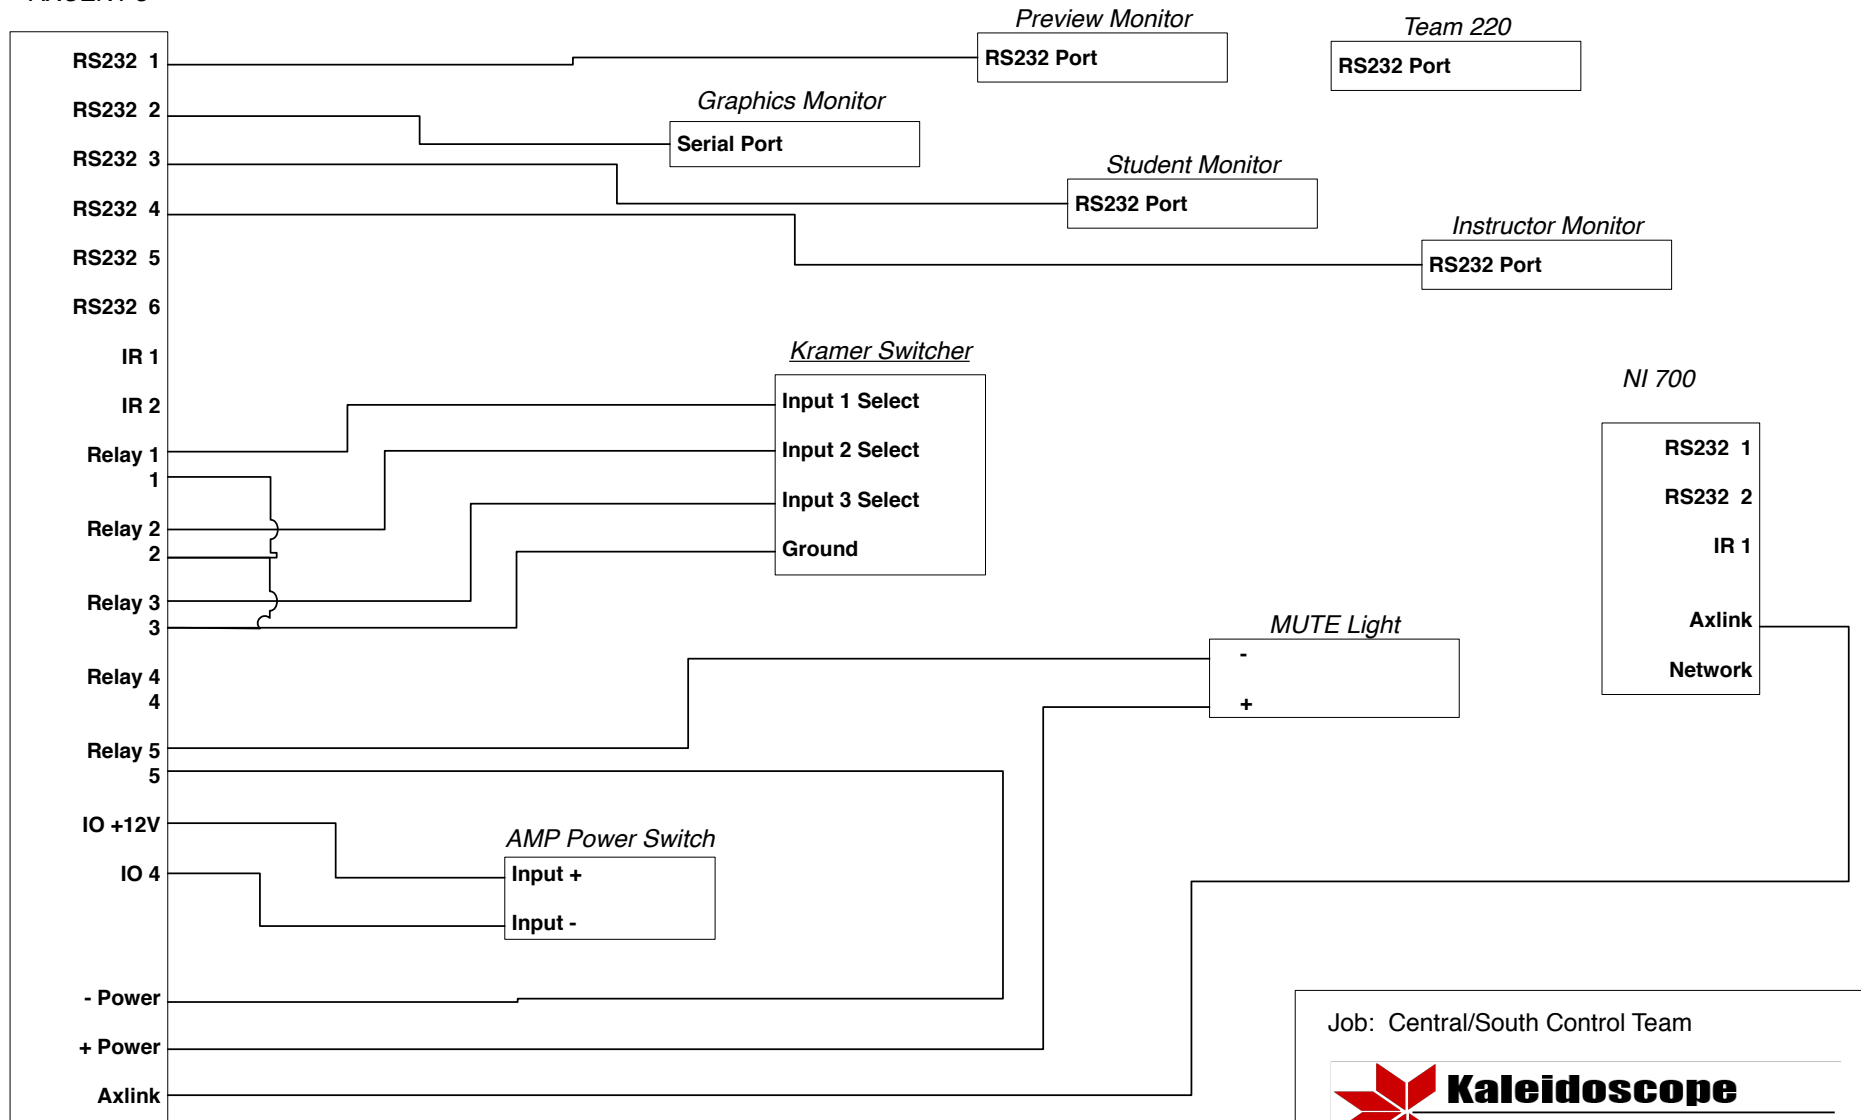 Preview Monitor
RS232 Port
Team 220
RS232 Port
Graphics Monitor
Serial Port
Student Monitor
RS232 Port
Instructor Monitor
RS232 Port
RS232 1
RS232 2
RS232 3
RS232 4
RS232 5
RS232 6
IR 1
IR 2
Relay 1
1
Relay 2
2
Relay 3
3
Relay 4
4
Relay 5
5
IO +12V
IO 4
- Power
+ Power
Axlink
Kramer Switcher
Input 1 Select
Input 2 Select
Input 3 Select
Ground
MUTE Light
-
+
AMP Power Switch
Input +
Input -
NI 700
RS232 1
RS232 2
IR 1
Axlink
Network
Job: Central/South Control Team
Kaleidoscope